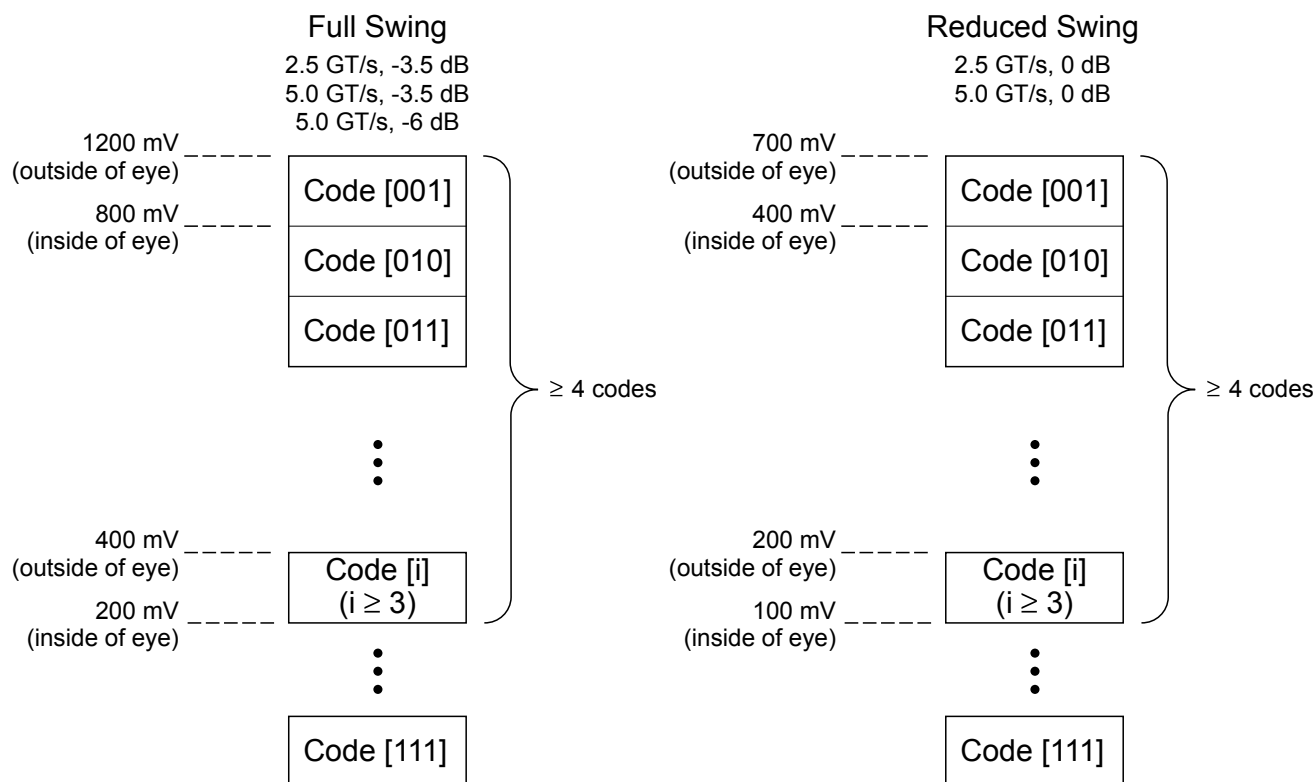 Full Swing
2.5 GT/s, -3.5 dB
5.0 GT/s, -3.5 dB
5.0 GT/s, -6 dB
1200 mV
(outside of eye)
800 mV
(inside of eye)
Code [001]
Code [010]
Code [011]
≥ 4 codes
400 mV
(outside of eye)
200 mV
(inside of eye)
Code [i]
(i ≥ 3)
Code [111]
Reduced Swing
2.5 GT/s, 0 dB
5.0 GT/s, 0 dB
700 mV
(outside of eye)
400 mV
(inside of eye)
Code [001]
Code [010]
Code [011]
≥ 4 codes
200 mV
(outside of eye)
100 mV
(inside of eye)
Code [i]
(i ≥ 3)
Code [111]